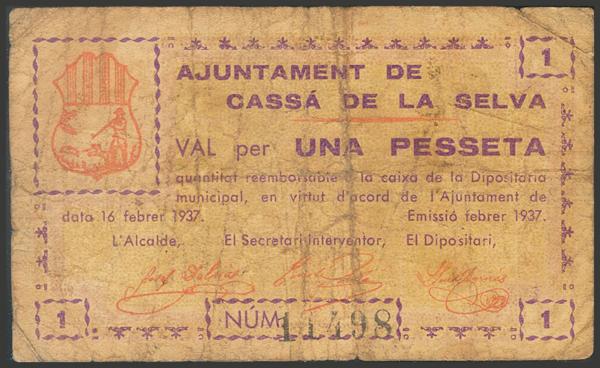 1 1
AJUNTAMENT DE
CASSÁ DE LA SELVA
VAL per UNA PESSETA
quantitat reemborsable a la caixa de la Dipositaria
municipal, en virtut d'acord de l'Ajuntament de
data 16 febrer 1937. Emissió febrer 1937.
L'Alcalde, El Secretari-Interventor, El Dipositari,
1 NÚM. 11498 1